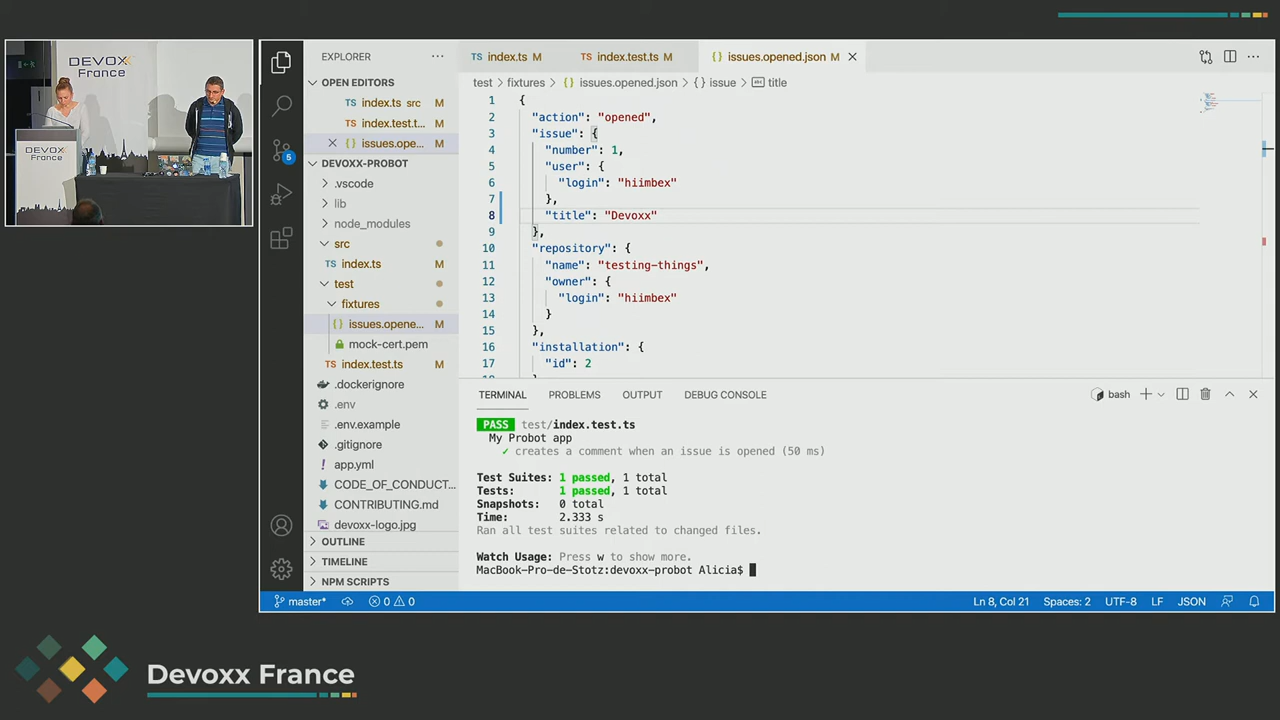 DEVOXX
France
DEVOXX
France
EXPLORER
OPEN EDITORS
TS index.ts src M
TS index.test.t... M
issues.ope... M
DEVOXX-PROBOT
.vscode
lib
node_modules
src
TS index.ts M
test
fixtures
{} issues.opene... M
mock-cert.pem
TS index.test.ts M
.dockerignore
.env
.env.example
.gitignore
app.yml
CODE_OF_CONDUCT...
CONTRIBUTING.md
devoxx-logo.jpg
OUTLINE
TIMELINE
NPM SCRIPTS
5
TS index.ts M
TS index.test.ts M
{} issues.opened.json M
test > fixtures > {} issues.opened.json > {} issue > title
1 {
2 "action": "opened",
3 "issue": {
4 "number": 1,
5 "user": {
6 "login": "hiimbex"
7 },
8 "title": "Devoxx"
9 },
10 "repository": {
11 "name": "testing-things",
12 "owner": {
13 "login": "hiimbex"
14 }
15 },
16 "installation": {
17 "id": 2
TERMINAL PROBLEMS OUTPUT DEBUG CONSOLE
bash
PASS test/index.test.ts
My Probot app
✓ creates a comment when an issue is opened (50 ms)
Test Suites: 1 passed, 1 total
Tests: 1 passed, 1 total
Snapshots: 0 total
Time: 2.333 s
Ran all test suites related to changed files.
Watch Usage: Press w to show more.
MacBook-Pro-de-Stotz:devoxx-probot Alicia$
master* 0 0
Ln 8, Col 21 Spaces: 2 UTF-8 LF JSON
Devoxx France